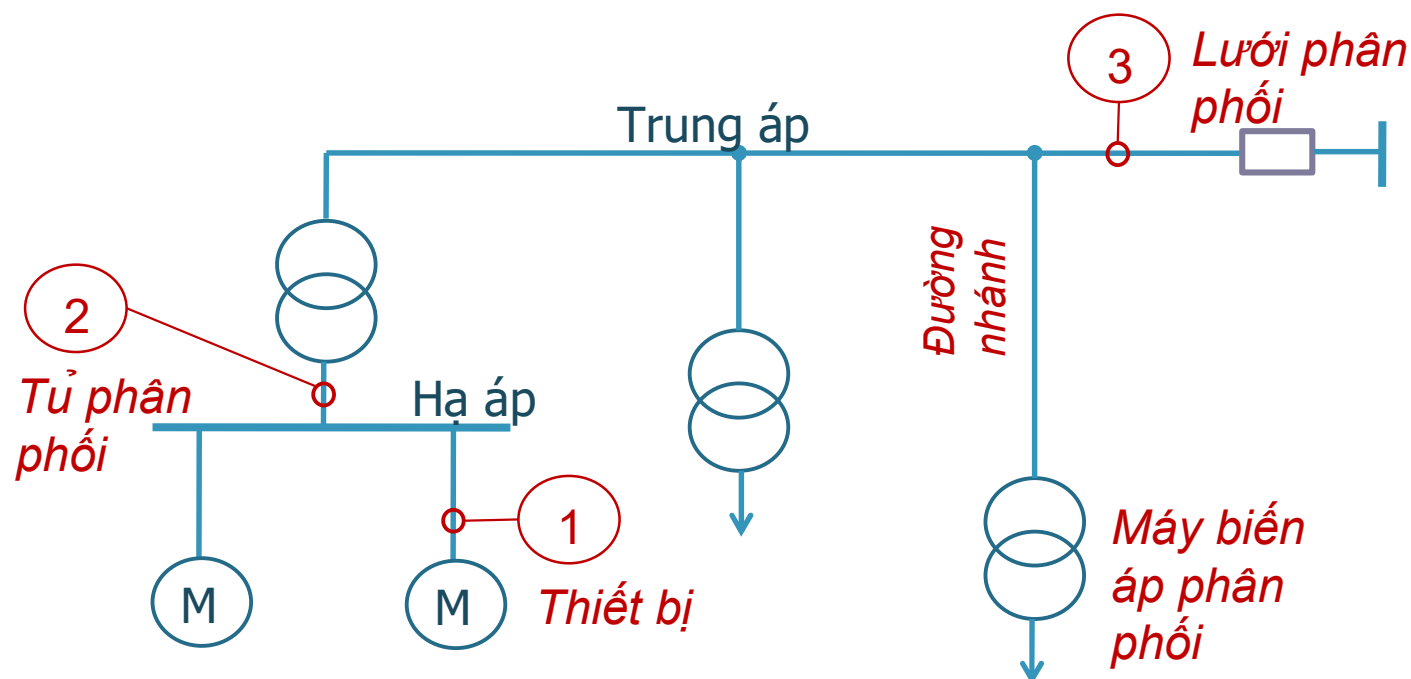 3
Lưới phân
phối
Trung áp
Đường
nhánh
2
Tủ phân
phối
Hạ áp
1
Thiết bị
M
M
Máy biến
áp phân
phối